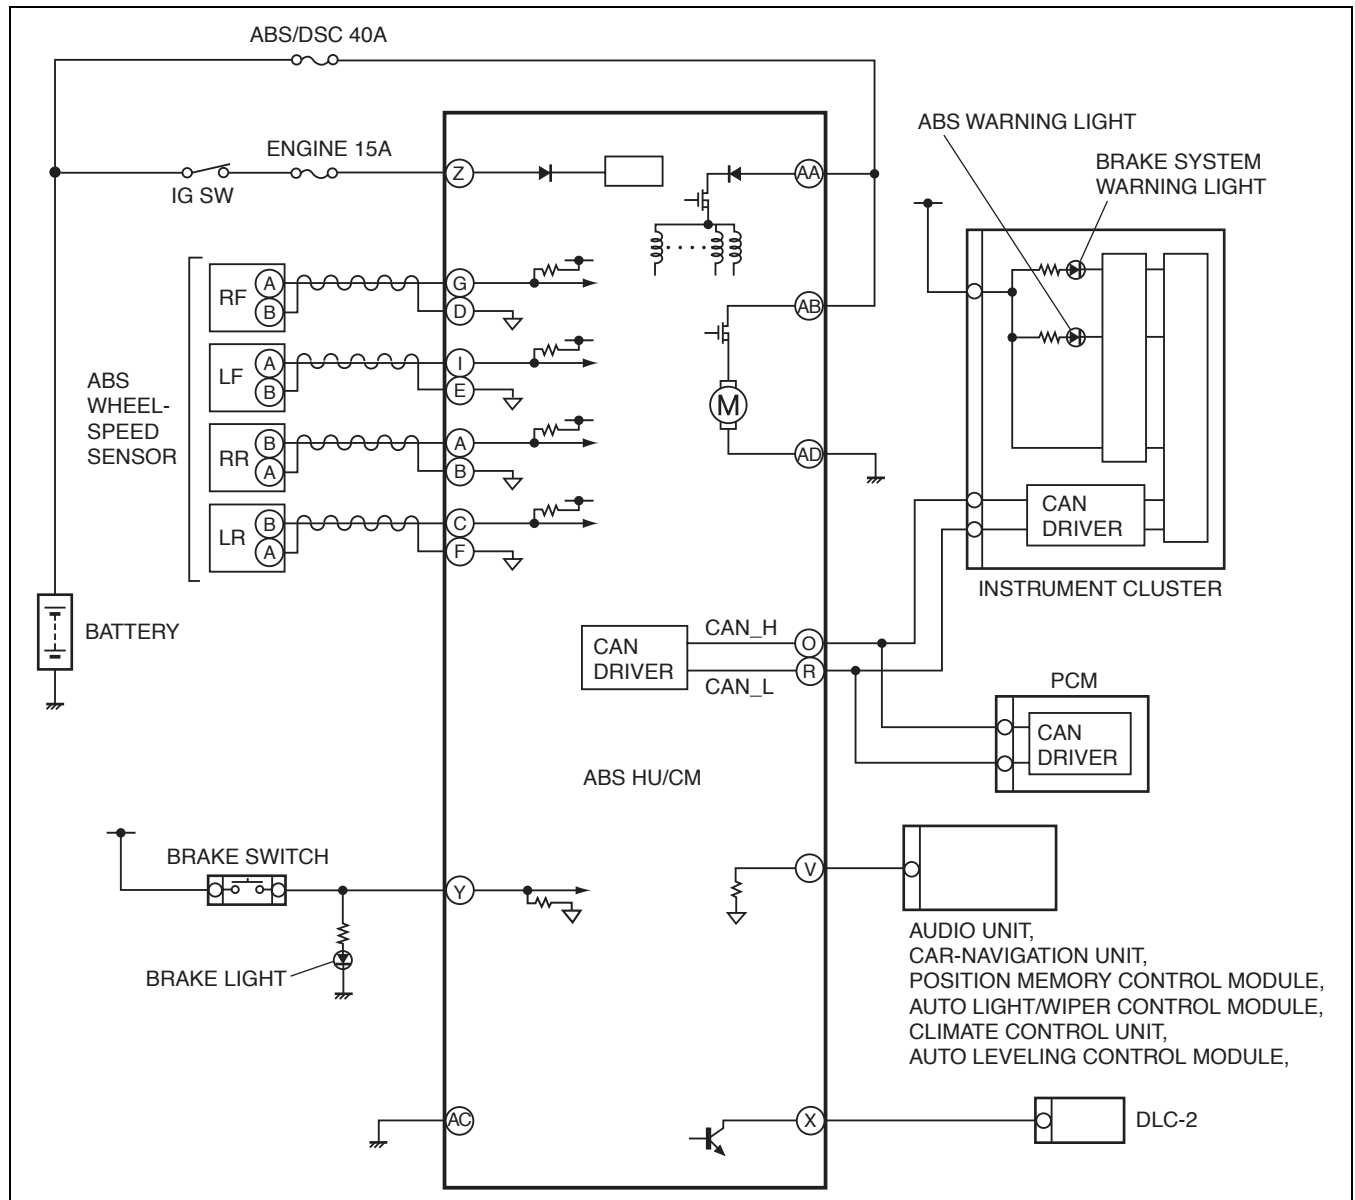 ABS/DSC 40A
ENGINE 15A
IG SW
Z
AA
ABS WARNING LIGHT
BRAKE SYSTEM
WARNING LIGHT
ABS
WHEEL-
SPEED
SENSOR
RF
A
B
G
D
LF
A
B
I
E
RR
B
A
A
B
LR
B
A
C
F
AB
M
AD
CAN
DRIVER
INSTRUMENT CLUSTER
BATTERY
CAN
DRIVER
CAN_H
CAN_L
O
R
PCM
CAN
DRIVER
ABS HU/CM
BRAKE SWITCH
Y
BRAKE LIGHT
V
AUDIO UNIT,
CAR-NAVIGATION UNIT,
POSITION MEMORY CONTROL MODULE,
AUTO LIGHT/WIPER CONTROL MODULE,
CLIMATE CONTROL UNIT,
AUTO LEVELING CONTROL MODULE,
AC
X
DLC-2